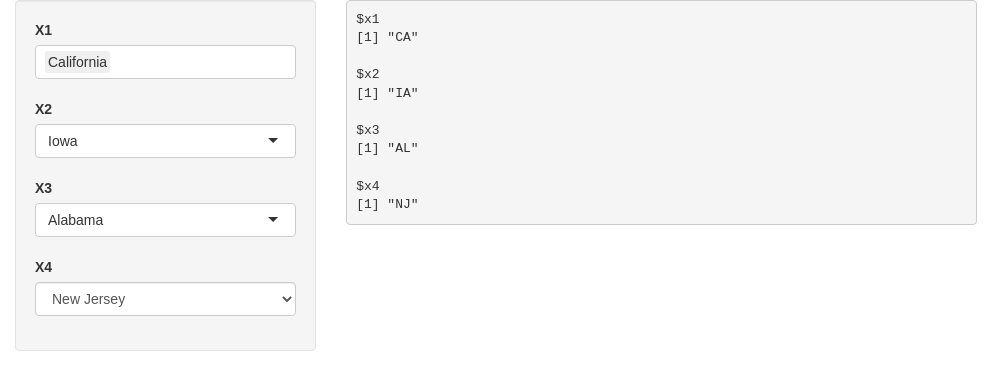 X1
California
X2
Iowa
X3
Alabama
X4
New Jersey
$x1
[1] "CA"
$x2
[1] "IA"
$x3
[1] "AL"
$x4
[1] "NJ"